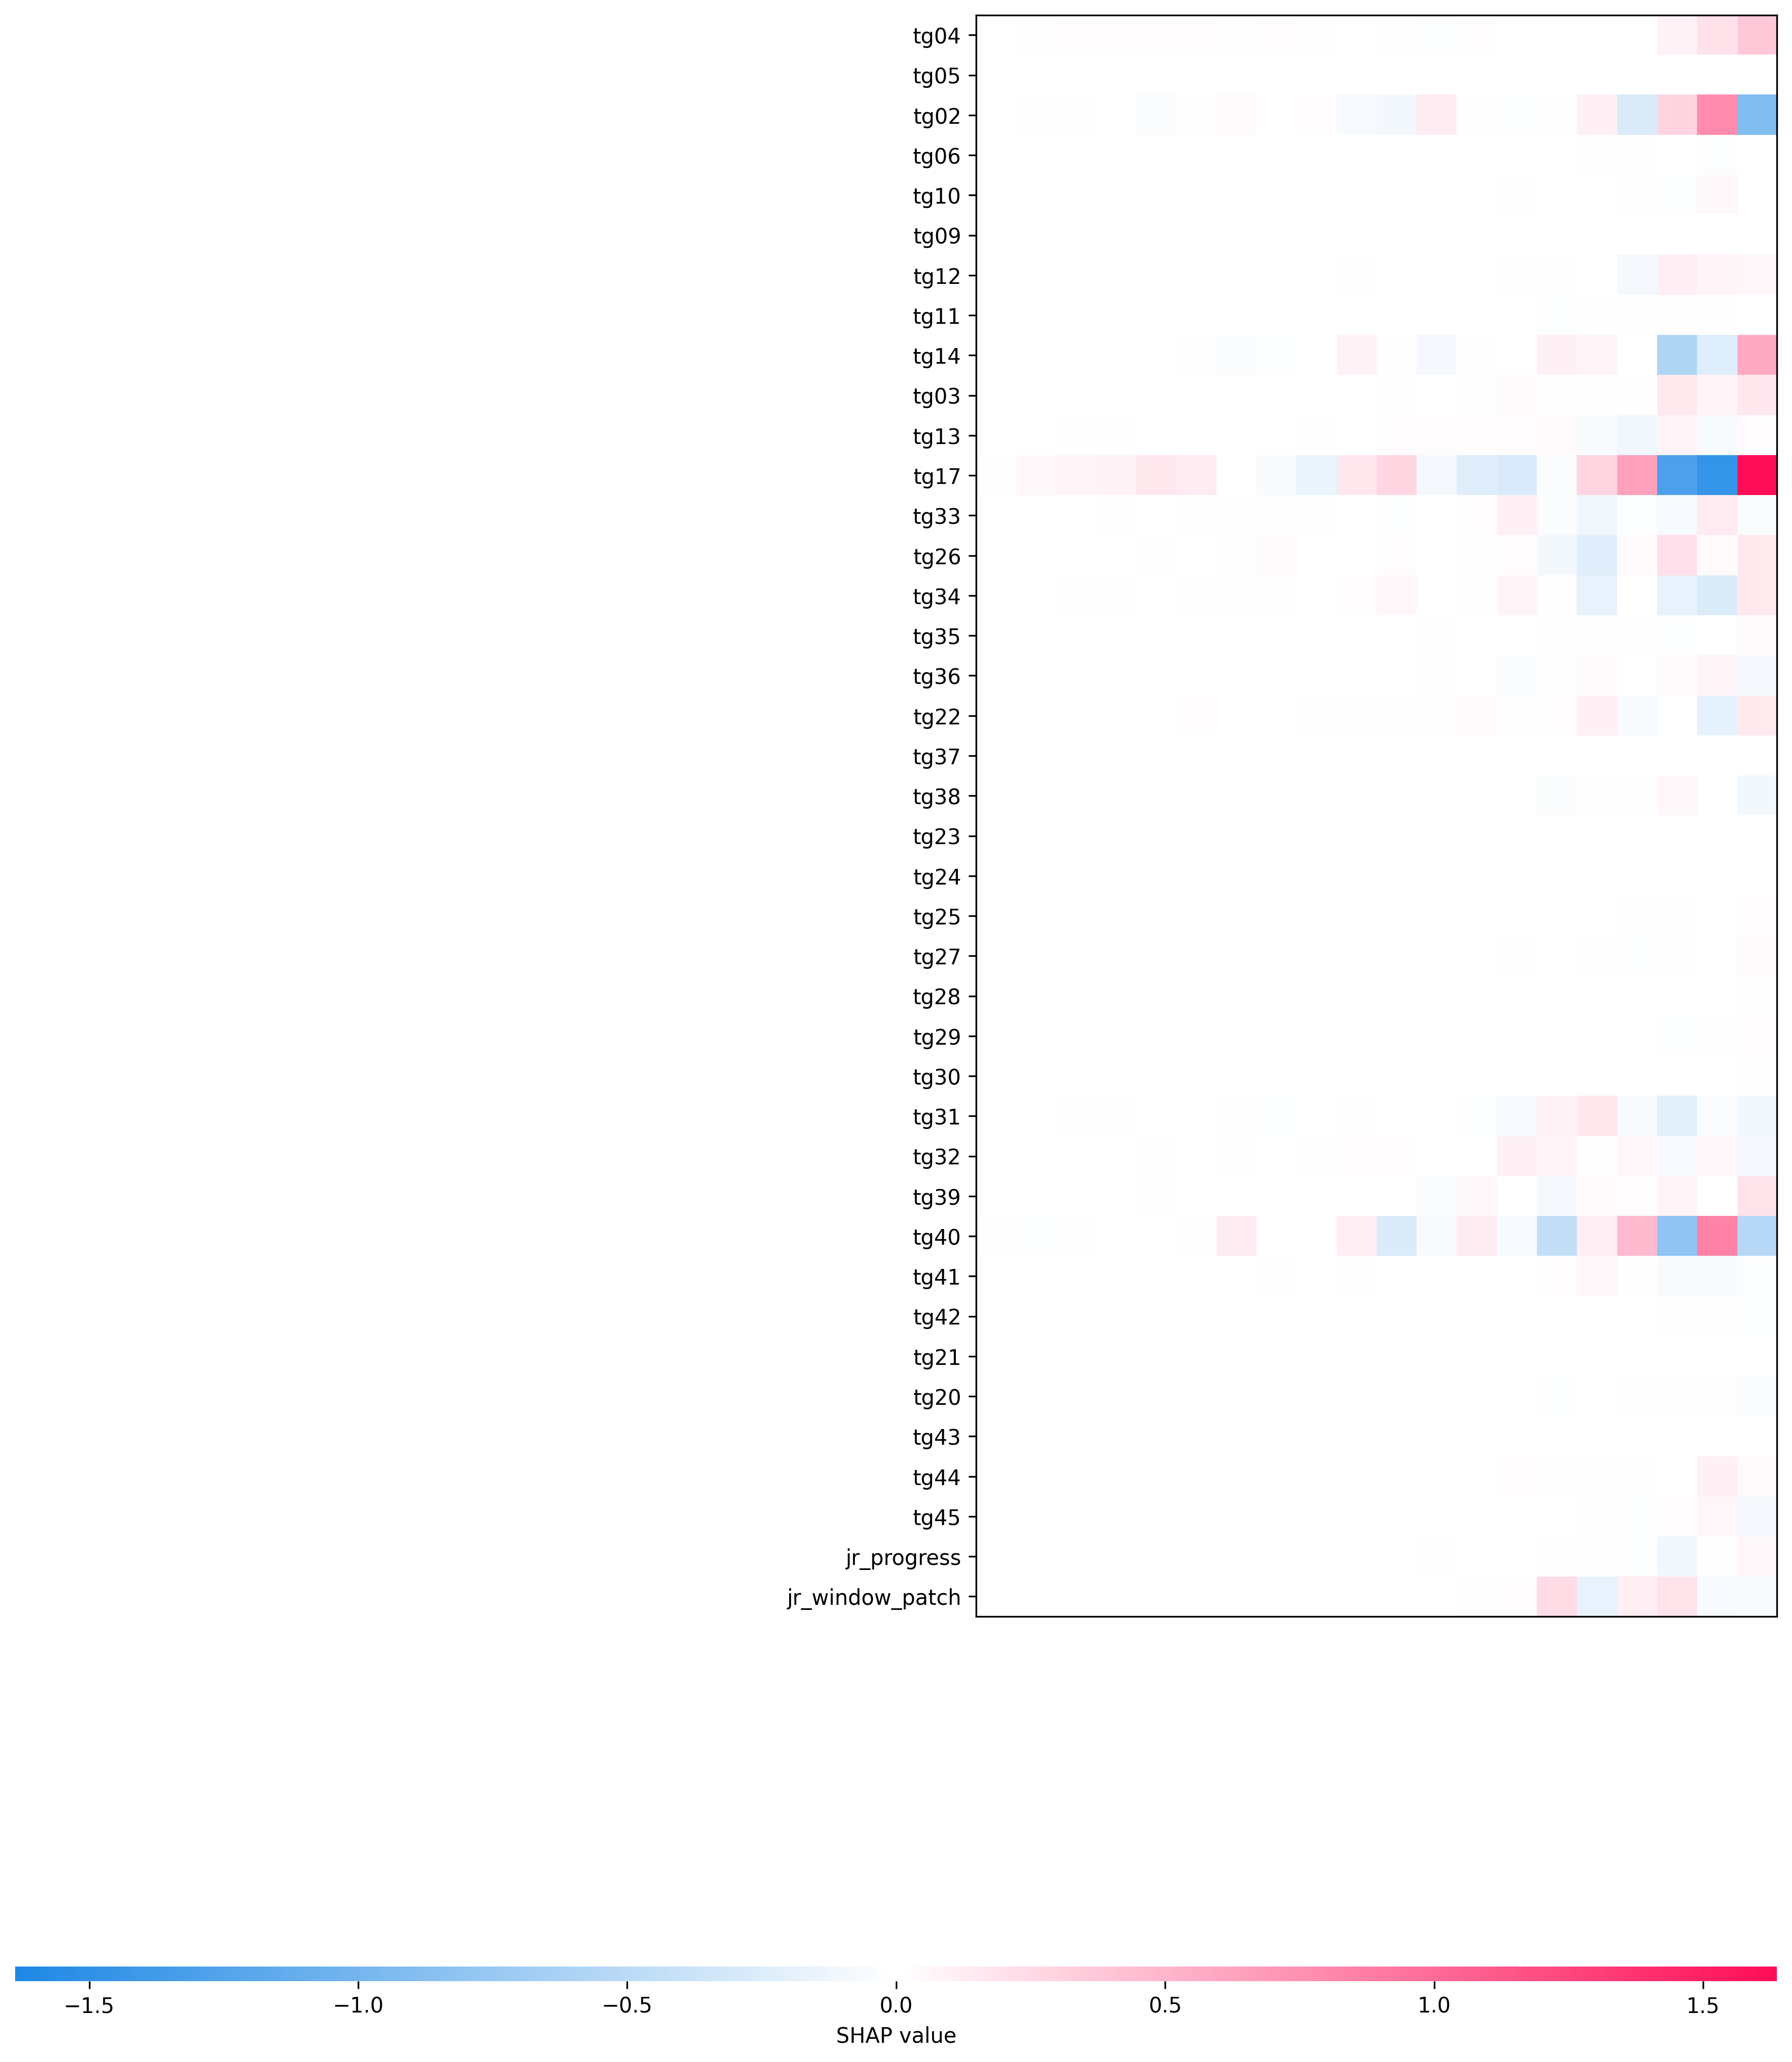 tg04
tg05
tg02
tg06
tg10
tg09
tg12
tg11
tg14
tg03
tg13
tg17
tg33
tg26
tg34
tg35
tg36
tg22
tg37
tg38
tg23
tg24
tg25
tg27
tg28
tg29
tg30
tg31
tg32
tg39
tg40
tg41
tg42
tg21
tg20
tg43
tg44
tg45
jr_progress
jr_window_patch
−1.5 −1.0 −0.5 0.0 0.5 1.0 1.5
SHAP value